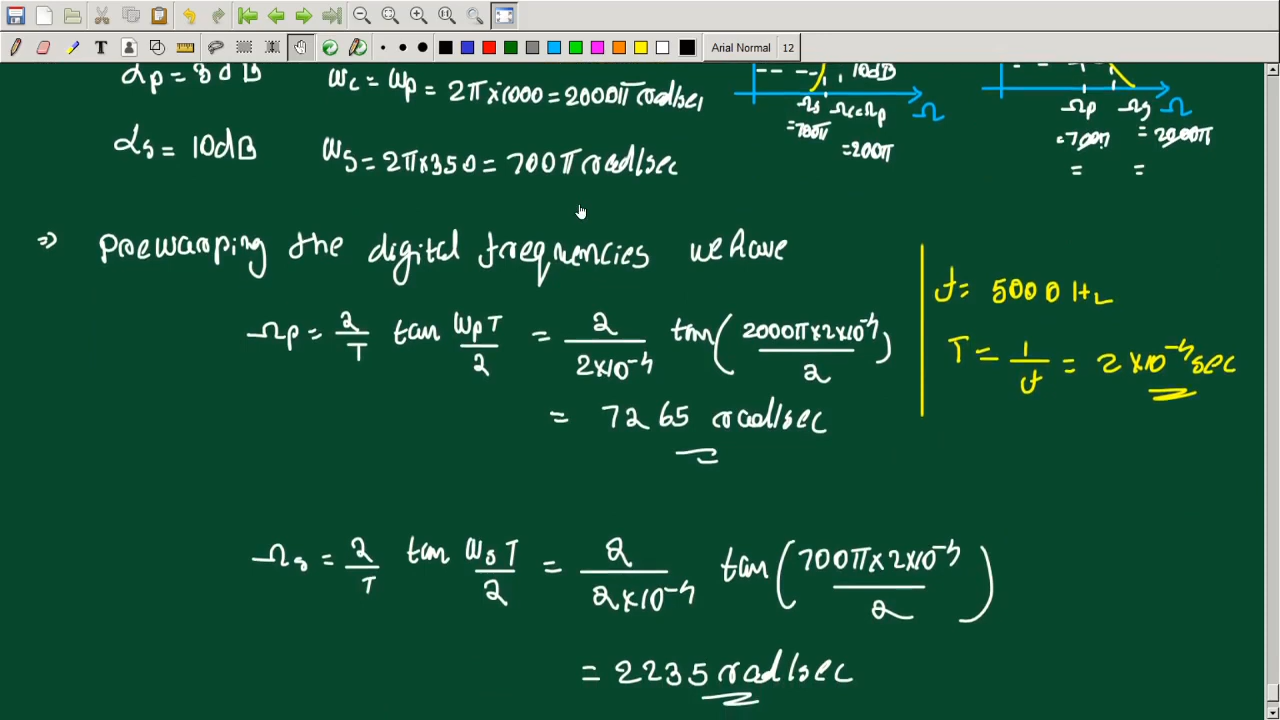 Arial Normal 12
αp = 3dB ωc = ωp = 2π×1000 = 2000π rad/sec
αs = 10dB ωs = 2π×350 = 700π rad/sec
10dB
Ωs Ωc=Ωp Ω
=700π
=200π
Ωp Ωs Ω
=700π = 2000π
= =
⇒ prewarping the digital frequencies we have
Ωp = 2/T tan ωpT/2 = 2/2×10⁻⁴ tan(2000π×2×10⁻⁴/2)
= 7265 rad/sec
f = 5000 Hz
T = 1/f = 2×10⁻⁴ sec
Ωs = 2/T tan ωsT/2 = 2/2×10⁻⁴ tan(700π×2×10⁻⁴/2)
= 2235 rad/sec